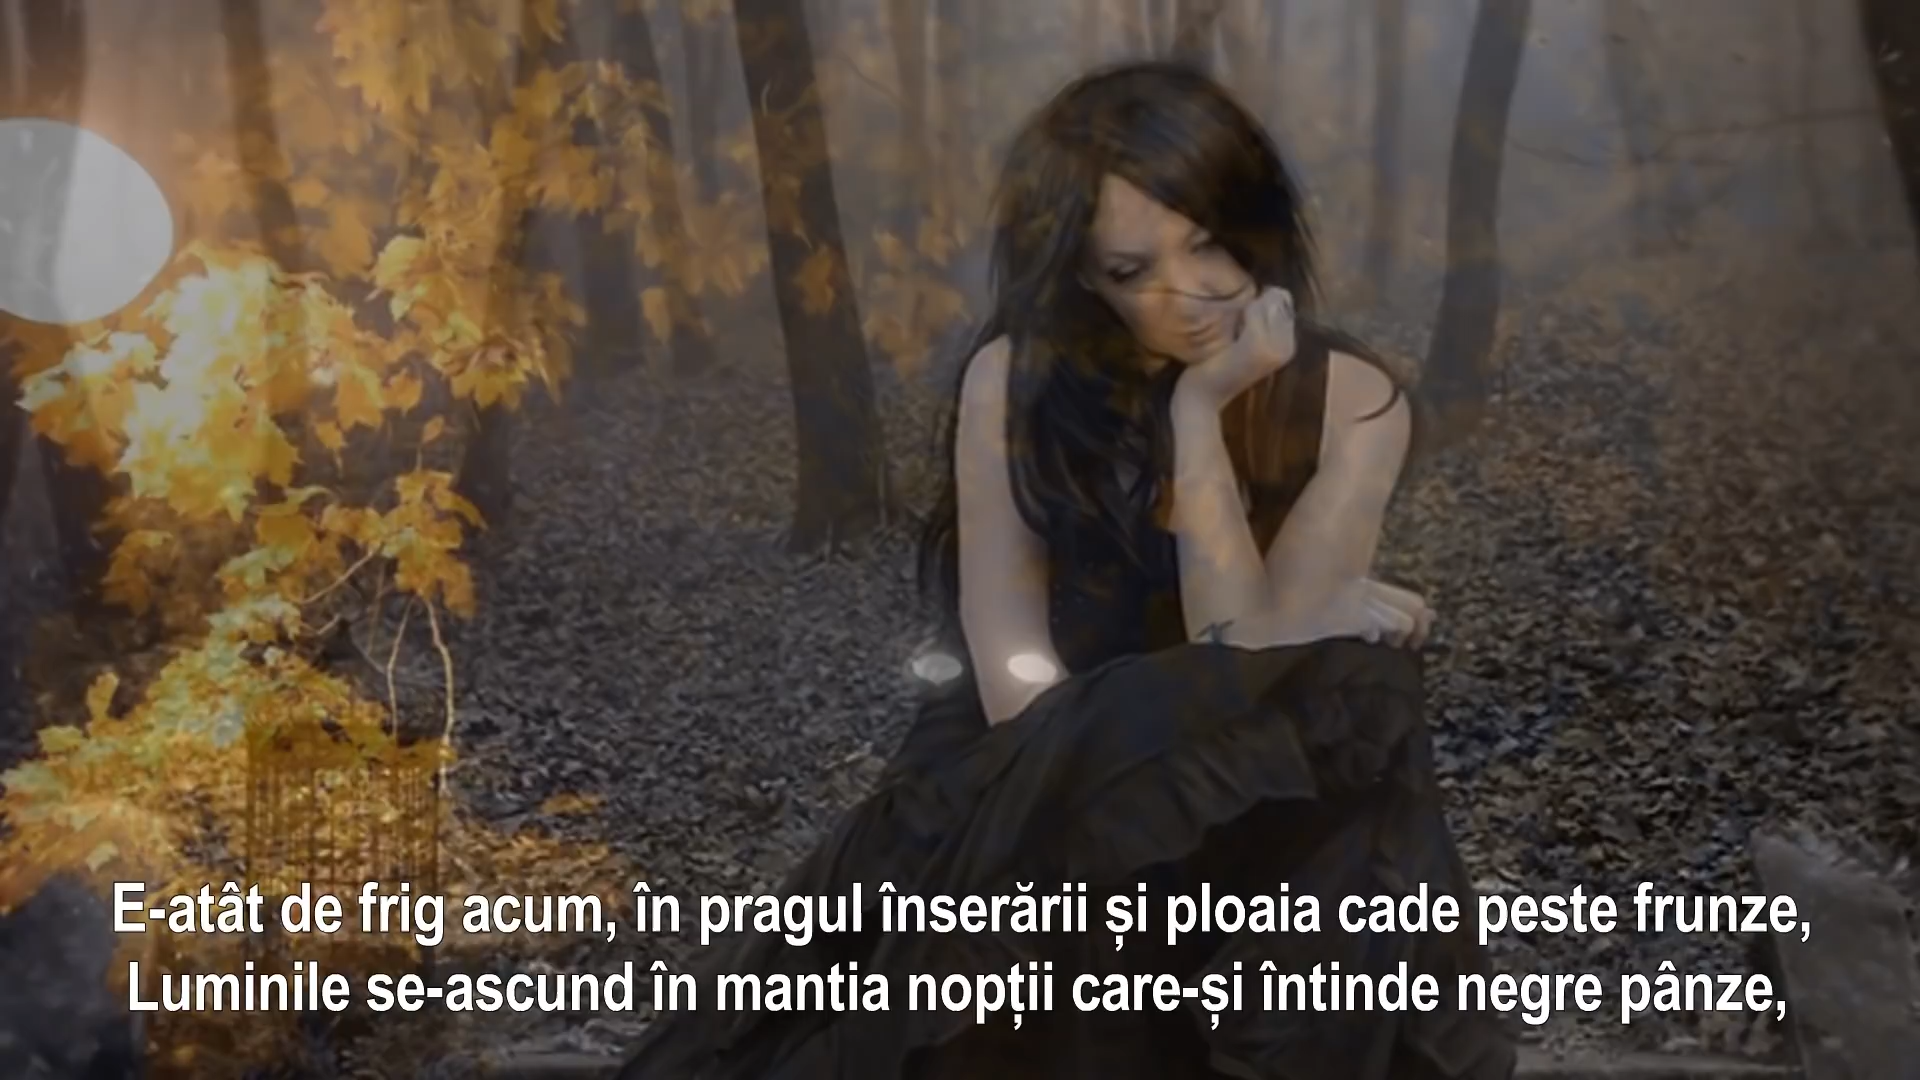 E-atât de frig acum, în pragul înserării și ploaia cade peste frunze,
Luminile se-ascund în mantia nopții care-și întinde negre pânze,